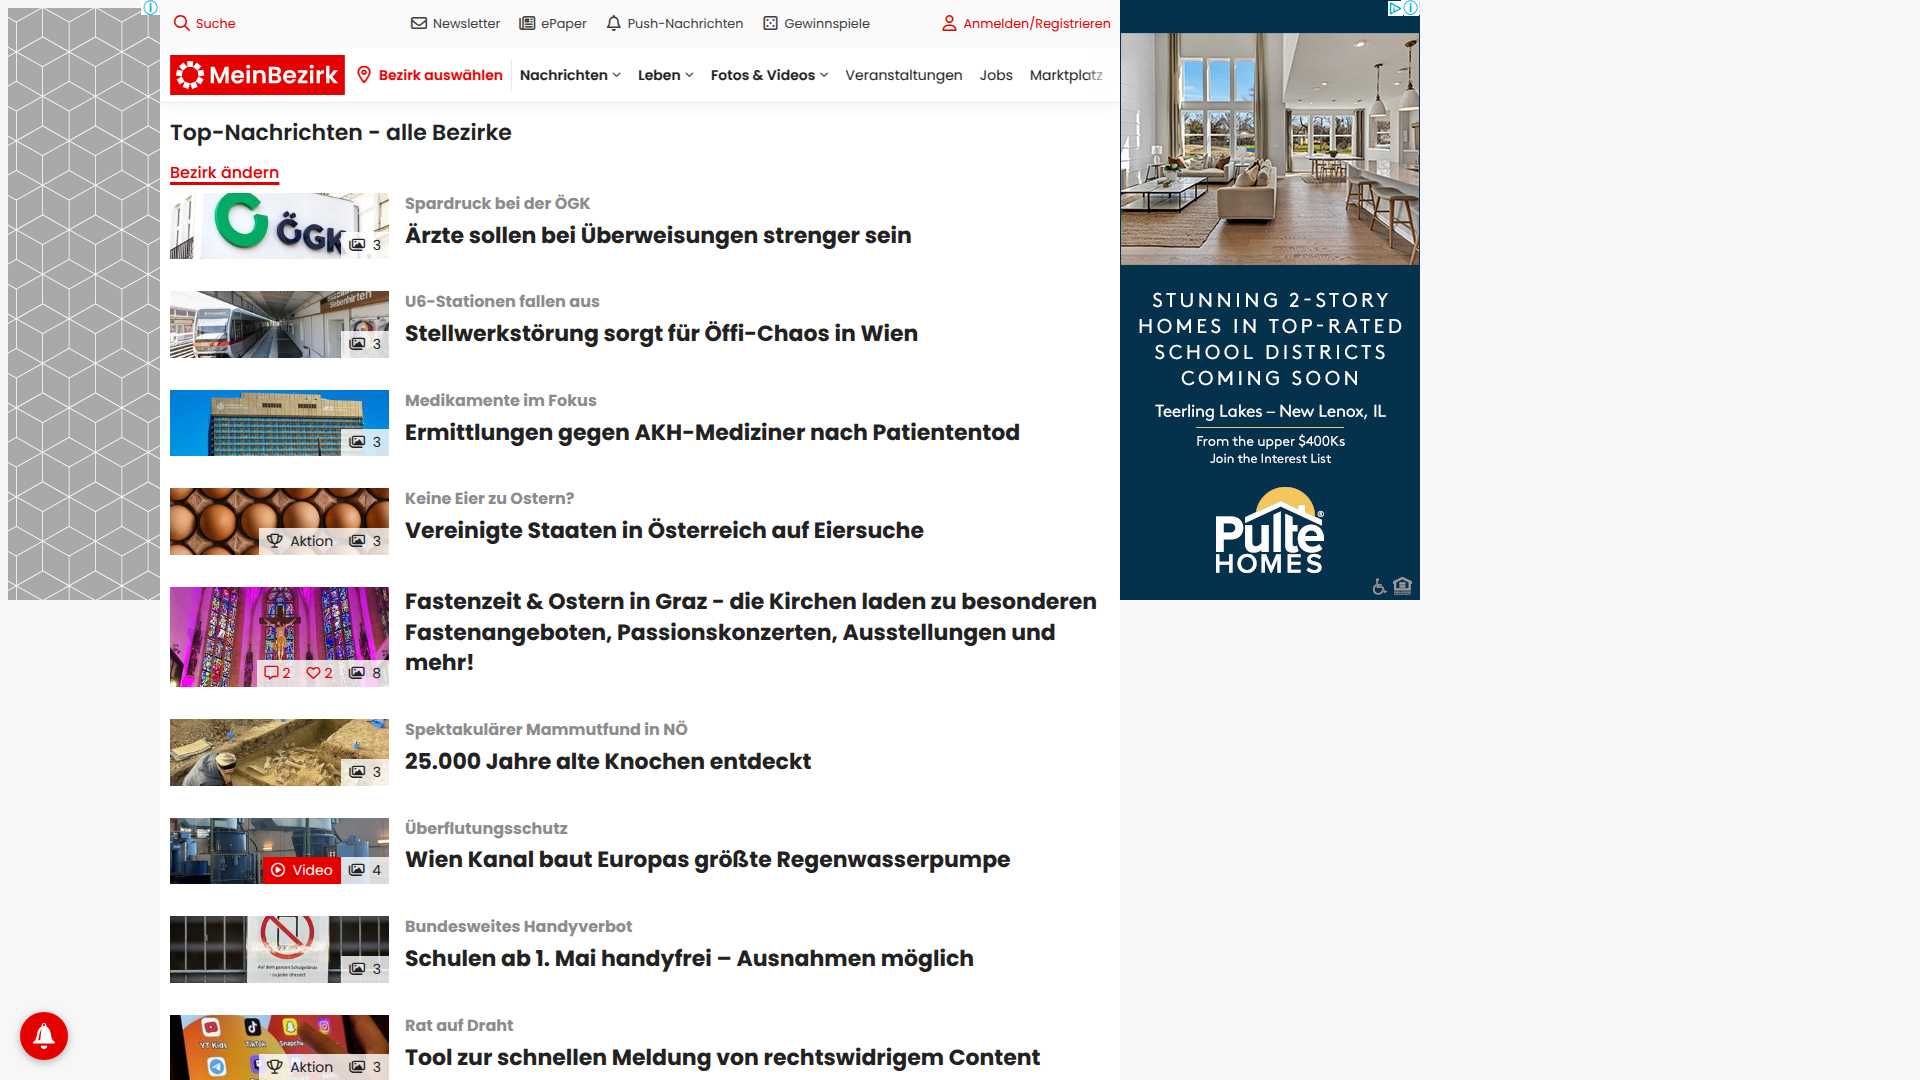 Suche
Newsletter
ePaper
Push-Nachrichten
Gewinnspiele
Anmelden/Registrieren
MeinBezirk
Bezirk auswählen
Nachrichten
Leben
Fotos & Videos
Veranstaltungen
Jobs
Marktplatz
Top-Nachrichten - alle Bezirke
Bezirk ändern
ÖGK
3
Spardruck bei der ÖGK
Ärzte sollen bei Überweisungen strenger sein
Siebenhirten
3
U6-Stationen fallen aus
Stellwerkstörung sorgt für Öffi-Chaos in Wien
3
Medikamente im Fokus
Ermittlungen gegen AKH-Mediziner nach Patiententod
Aktion
3
Keine Eier zu Ostern?
Vereinigte Staaten in Österreich auf Eiersuche
2
2
8
Fastenzeit & Ostern in Graz - die Kirchen laden zu besonderen
Fastenangeboten, Passionskonzerten, Ausstellungen und
mehr!
3
Spektakulärer Mammutfund in NÖ
25.000 Jahre alte Knochen entdeckt
Video
4
Überflutungsschutz
Wien Kanal baut Europas größte Regenwasserpumpe
3
Bundesweites Handyverbot
Schulen ab 1. Mai handyfrei – Ausnahmen möglich
YT Kids
TikTok
Aktion
3
Rat auf Draht
Tool zur schnellen Meldung von rechtswidrigem Content
STUNNING 2-STORY
HOMES IN TOP-RATED
SCHOOL DISTRICTS
COMING SOON
Teerling Lakes – New Lenox, IL
From the upper $400Ks
Join the Interest List
Pulte®
HOMES